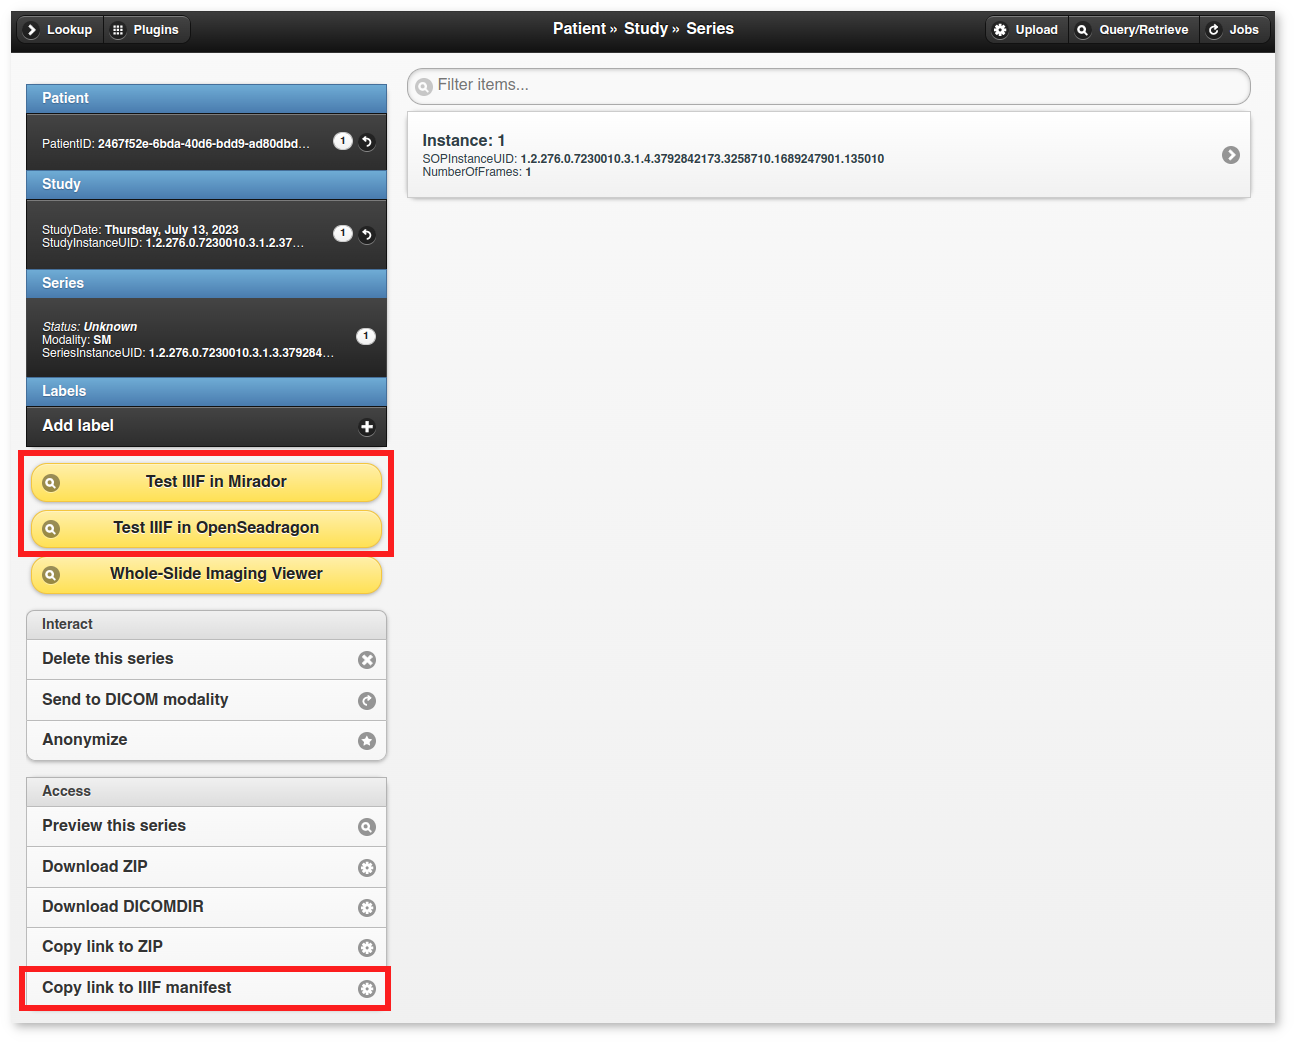 Lookup Plugins Patient » Study » Series Upload Query/Retrieve Jobs
Filter items...
Patient
PatientID: 2467f52e-6bda-40d6-bdd9-ad80dbd... 1
Study
StudyDate: Thursday, July 13, 2023
StudyInstanceUID: 1.2.276.0.7230010.3.1.2.37... 1
Series
Status: Unknown
Modality: SM
SeriesInstanceUID: 1.2.276.0.7230010.3.1.3.379284... 1
Labels
Add label
Test IIIF in Mirador
Test IIIF in OpenSeadragon
Whole-Slide Imaging Viewer
Interact
Delete this series
Send to DICOM modality
Anonymize
Access
Preview this series
Download ZIP
Download DICOMDIR
Copy link to ZIP
Copy link to IIIF manifest
Instance: 1
SOPInstanceUID: 1.2.276.0.7230010.3.1.4.3792842173.3258710.1689247901.135010
NumberOfFrames: 1